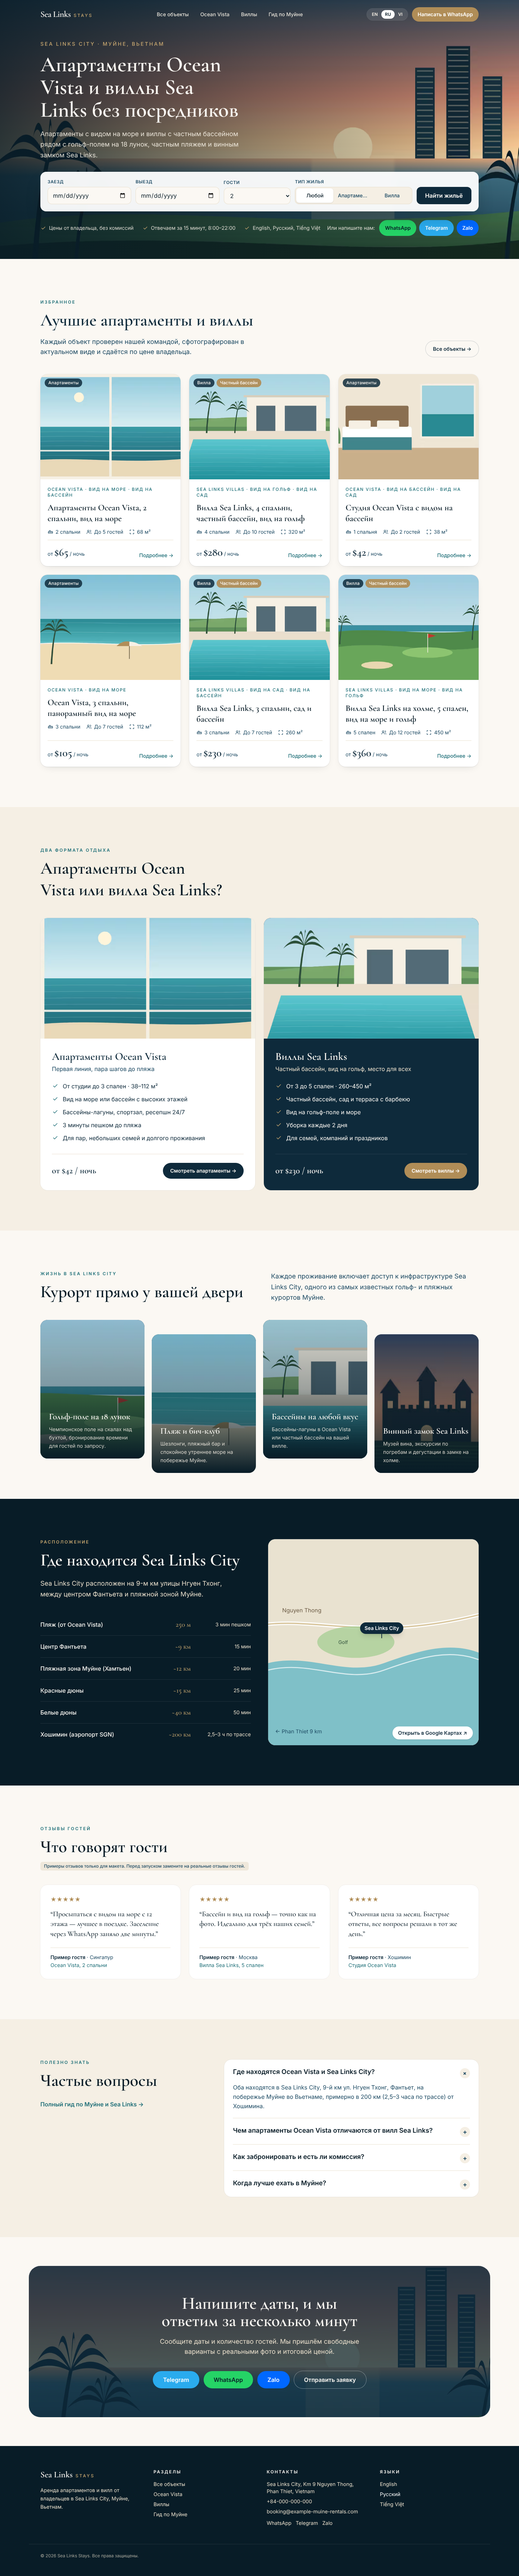 Sea Links STAYS
Все объекты
Ocean Vista
Виллы
Гид по Муйне
EN RU VI
Написать в WhatsApp
SEA LINKS CITY · МУЙНЕ, ВЬЕТНАМ
Апартаменты Ocean
Vista и виллы Sea
Links без посредников
Апартаменты с видом на море и виллы с частным бассейном
рядом с гольф-полем на 18 лунок, частным пляжем и винным
замком Sea Links.
ЗАЕЗД
ВЫЕЗД
ГОСТИ
ТИП ЖИЛЬЯ
mm/dd/yyyy
mm/dd/yyyy
2
Любой
Апартаме...
Вилла
Найти жильё
Цены от владельца, без комиссий
Отвечаем за 15 минут, 8:00–22:00
English, Русский, Tiếng Việt
Или напишите нам:
WhatsApp
Telegram
Zalo
ИЗБРАННОЕ
Лучшие апартаменты и виллы
Каждый объект проверен нашей командой, сфотографирован в
актуальном виде и сдаётся по цене владельца.
Все объекты →
Апартаменты
OCEAN VISTA · ВИД НА МОРЕ · ВИД НА
БАССЕЙН
Апартаменты Ocean Vista, 2
спальни, вид на море
2 спальни
До 5 гостей
68 м²
от $65 / ночь
Подробнее →
Вилла
Частный бассейн
SEA LINKS VILLAS · ВИД НА ГОЛЬФ · ВИД НА
САД
Вилла Sea Links, 4 спальни,
частный бассейн, вид на гольф
4 спальни
До 10 гостей
320 м²
от $280 / ночь
Подробнее →
Апартаменты
OCEAN VISTA · ВИД НА БАССЕЙН · ВИД НА
САД
Студия Ocean Vista с видом на
бассейн
1 спальня
До 2 гостей
38 м²
от $42 / ночь
Подробнее →
Апартаменты
OCEAN VISTA · ВИД НА МОРЕ
Ocean Vista, 3 спальни,
панорамный вид на море
3 спальни
До 7 гостей
112 м²
от $105 / ночь
Подробнее →
Вилла
Частный бассейн
SEA LINKS VILLAS · ВИД НА САД · ВИД НА
БАССЕЙН
Вилла Sea Links, 3 спальни, сад и
бассейн
3 спальни
До 7 гостей
260 м²
от $230 / ночь
Подробнее →
Вилла
Частный бассейн
SEA LINKS VILLAS · ВИД НА МОРЕ · ВИД НА
ГОЛЬФ
Вилла Sea Links на холме, 5 спален,
вид на море и гольф
5 спален
До 12 гостей
450 м²
от $360 / ночь
Подробнее →
ДВА ФОРМАТА ОТДЫХА
Апартаменты Ocean
Vista или вилла Sea Links?
Апартаменты Ocean Vista
Первая линия, пара шагов до пляжа
От студии до 3 спален · 38–112 м²
Вид на море или бассейн с высоких этажей
Бассейны-лагуны, спортзал, ресепшн 24/7
3 минуты пешком до пляжа
Для пар, небольших семей и долгого проживания
от $42 / ночь
Смотреть апартаменты →
Виллы Sea Links
Частный бассейн, вид на гольф, место для всех
От 3 до 5 спален · 260–450 м²
Частный бассейн, сад и терраса с барбекю
Вид на гольф-поле и море
Уборка каждые 2 дня
Для семей, компаний и праздников
от $230 / ночь
Смотреть виллы →
ЖИЗНЬ В SEA LINKS CITY
Курорт прямо у вашей двери
Каждое проживание включает доступ к инфраструктуре Sea
Links City, одного из самых известных гольф- и пляжных
курортов Муйне.
Гольф-поле на 18 лунок
Чемпионское поле на скалах над
бухтой, бронирование времени
для гостей по запросу.
Пляж и бич-клуб
Шезлонги, пляжный бар и
спокойное утреннее море на
побережье Муйне.
Бассейны на любой вкус
Бассейны-лагуны в Ocean Vista
или частный бассейн на вашей
вилле.
Винный замок Sea Links
Музей вина, экскурсии по
погребам и дегустации в замке на
холме.
РАСПОЛОЖЕНИЕ
Где находится Sea Links City
Sea Links City расположен на 9-м км улицы Нгуен Тхонг,
между центром Фантьета и пляжной зоной Муйне.
Пляж (от Ocean Vista)
250 м
3 мин пешком
Центр Фантьета
~9 км
15 мин
Пляжная зона Муйне (Хамтьен)
~12 км
20 мин
Красные дюны
~15 км
25 мин
Белые дюны
~40 км
50 мин
Хошимин (аэропорт SGN)
~200 км
2,5–3 ч по трассе
Nguyen Thong
Sea Links City
Golf
← Phan Thiet 9 km
Открыть в Google Картах ↗
ОТЗЫВЫ ГОСТЕЙ
Что говорят гости
Примеры отзывов только для макета. Перед запуском замените на реальные отзывы гостей.
★★★★★
“Просыпаться с видом на море с 12
этажа — лучшее в поездке. Заселение
через WhatsApp заняло две минуты.”
Пример гостя · Сингапур
Ocean Vista, 2 спальни
★★★★★
“Бассейн и вид на гольф — точно как на
фото. Идеально для трёх наших семей.”
Пример гостя · Москва
Вилла Sea Links, 5 спален
★★★★★
“Отличная цена за месяц. Быстрые
ответы, все вопросы решали в тот же
день.”
Пример гостя · Хошимин
Студия Ocean Vista
ПОЛЕЗНО ЗНАТЬ
Частые вопросы
Полный гид по Муйне и Sea Links →
Где находятся Ocean Vista и Sea Links City?
Оба находятся в Sea Links City, 9-й км ул. Нгуен Тхонг, Фантьет, на
побережье Муйне во Вьетнаме, примерно в 200 км (2,5–3 часа по трассе) от
Хошимина.
Чем апартаменты Ocean Vista отличаются от вилл Sea Links?
Как забронировать и есть ли комиссия?
Когда лучше ехать в Муйне?
Напишите даты, и мы
ответим за несколько минут
Сообщите даты и количество гостей. Мы пришлём свободные
варианты с реальными фото и итоговой ценой.
Telegram
WhatsApp
Zalo
Отправить заявку
Sea Links STAYS
Аренда апартаментов и вилл от
владельцев в Sea Links City, Муйне,
Вьетнам.
РАЗДЕЛЫ
Все объекты
Ocean Vista
Виллы
Гид по Муйне
КОНТАКТЫ
Sea Links City, Km 9 Nguyen Thong,
Phan Thiet, Vietnam
+84-000-000-000
booking@example-muine-rentals.com
WhatsApp Telegram Zalo
ЯЗЫКИ
English
Русский
Tiếng Việt
© 2026 Sea Links Stays. Все права защищены.